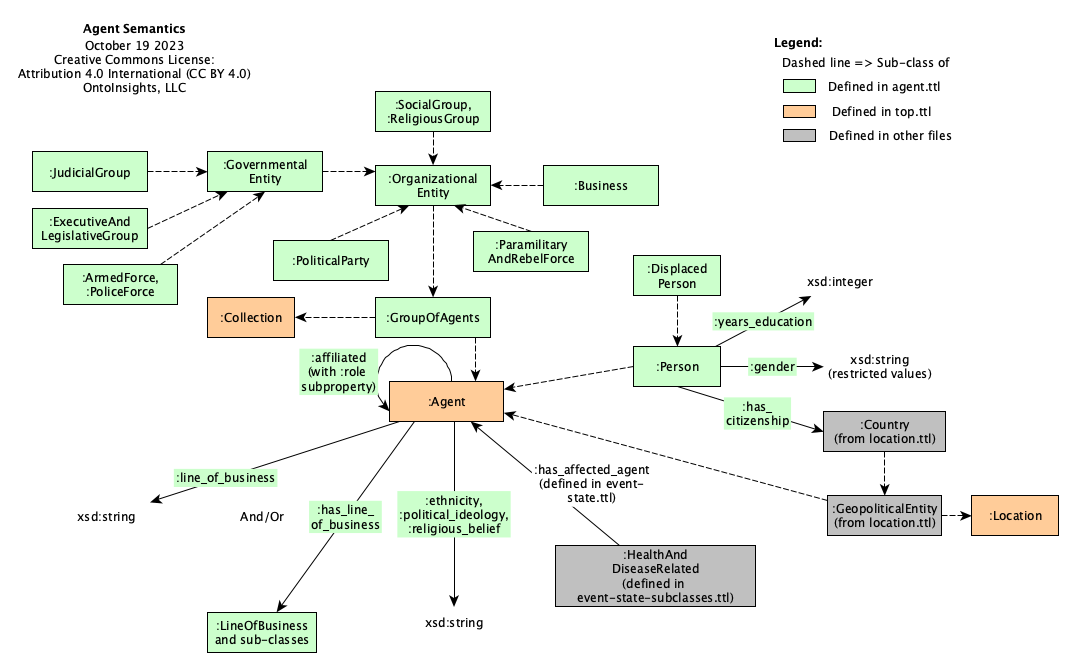 Agent Semantics
October 19 2023
Creative Commons License:
Attribution 4.0 International (CC BY 4.0)
OntoInsights, LLC
Legend:
Dashed line => Sub-class of
Defined in agent.ttl
Defined in top.ttl
Defined in other files
:SocialGroup,
:ReligiousGroup
:JudicialGroup
:Governmental
Entity
:Organizational
Entity
:Business
:ExecutiveAnd
LegislativeGroup
:PoliticalParty
:Paramilitary
AndRebelForce
:ArmedForce,
:PoliceForce
:Displaced
Person
xsd:integer
:Collection
:GroupOfAgents
:years_education
:affiliated
(with :role
subproperty)
:Person
:gender
xsd:string
(restricted values)
:Agent
:has_
citizenship
:Country
(from location.ttl)
:line_of_business
xsd:string
And/Or
:has_line_
of_business
:ethnicity,
:political_ideology,
:religious_belief
:has_affected_agent
(defined in event-
state.ttl)
:GeopoliticalEntity
(from location.ttl)
:Location
:HealthAnd
DiseaseRelated
(defined in
event-state-subclasses.ttl)
:LineOfBusiness
and sub-classes
xsd:string